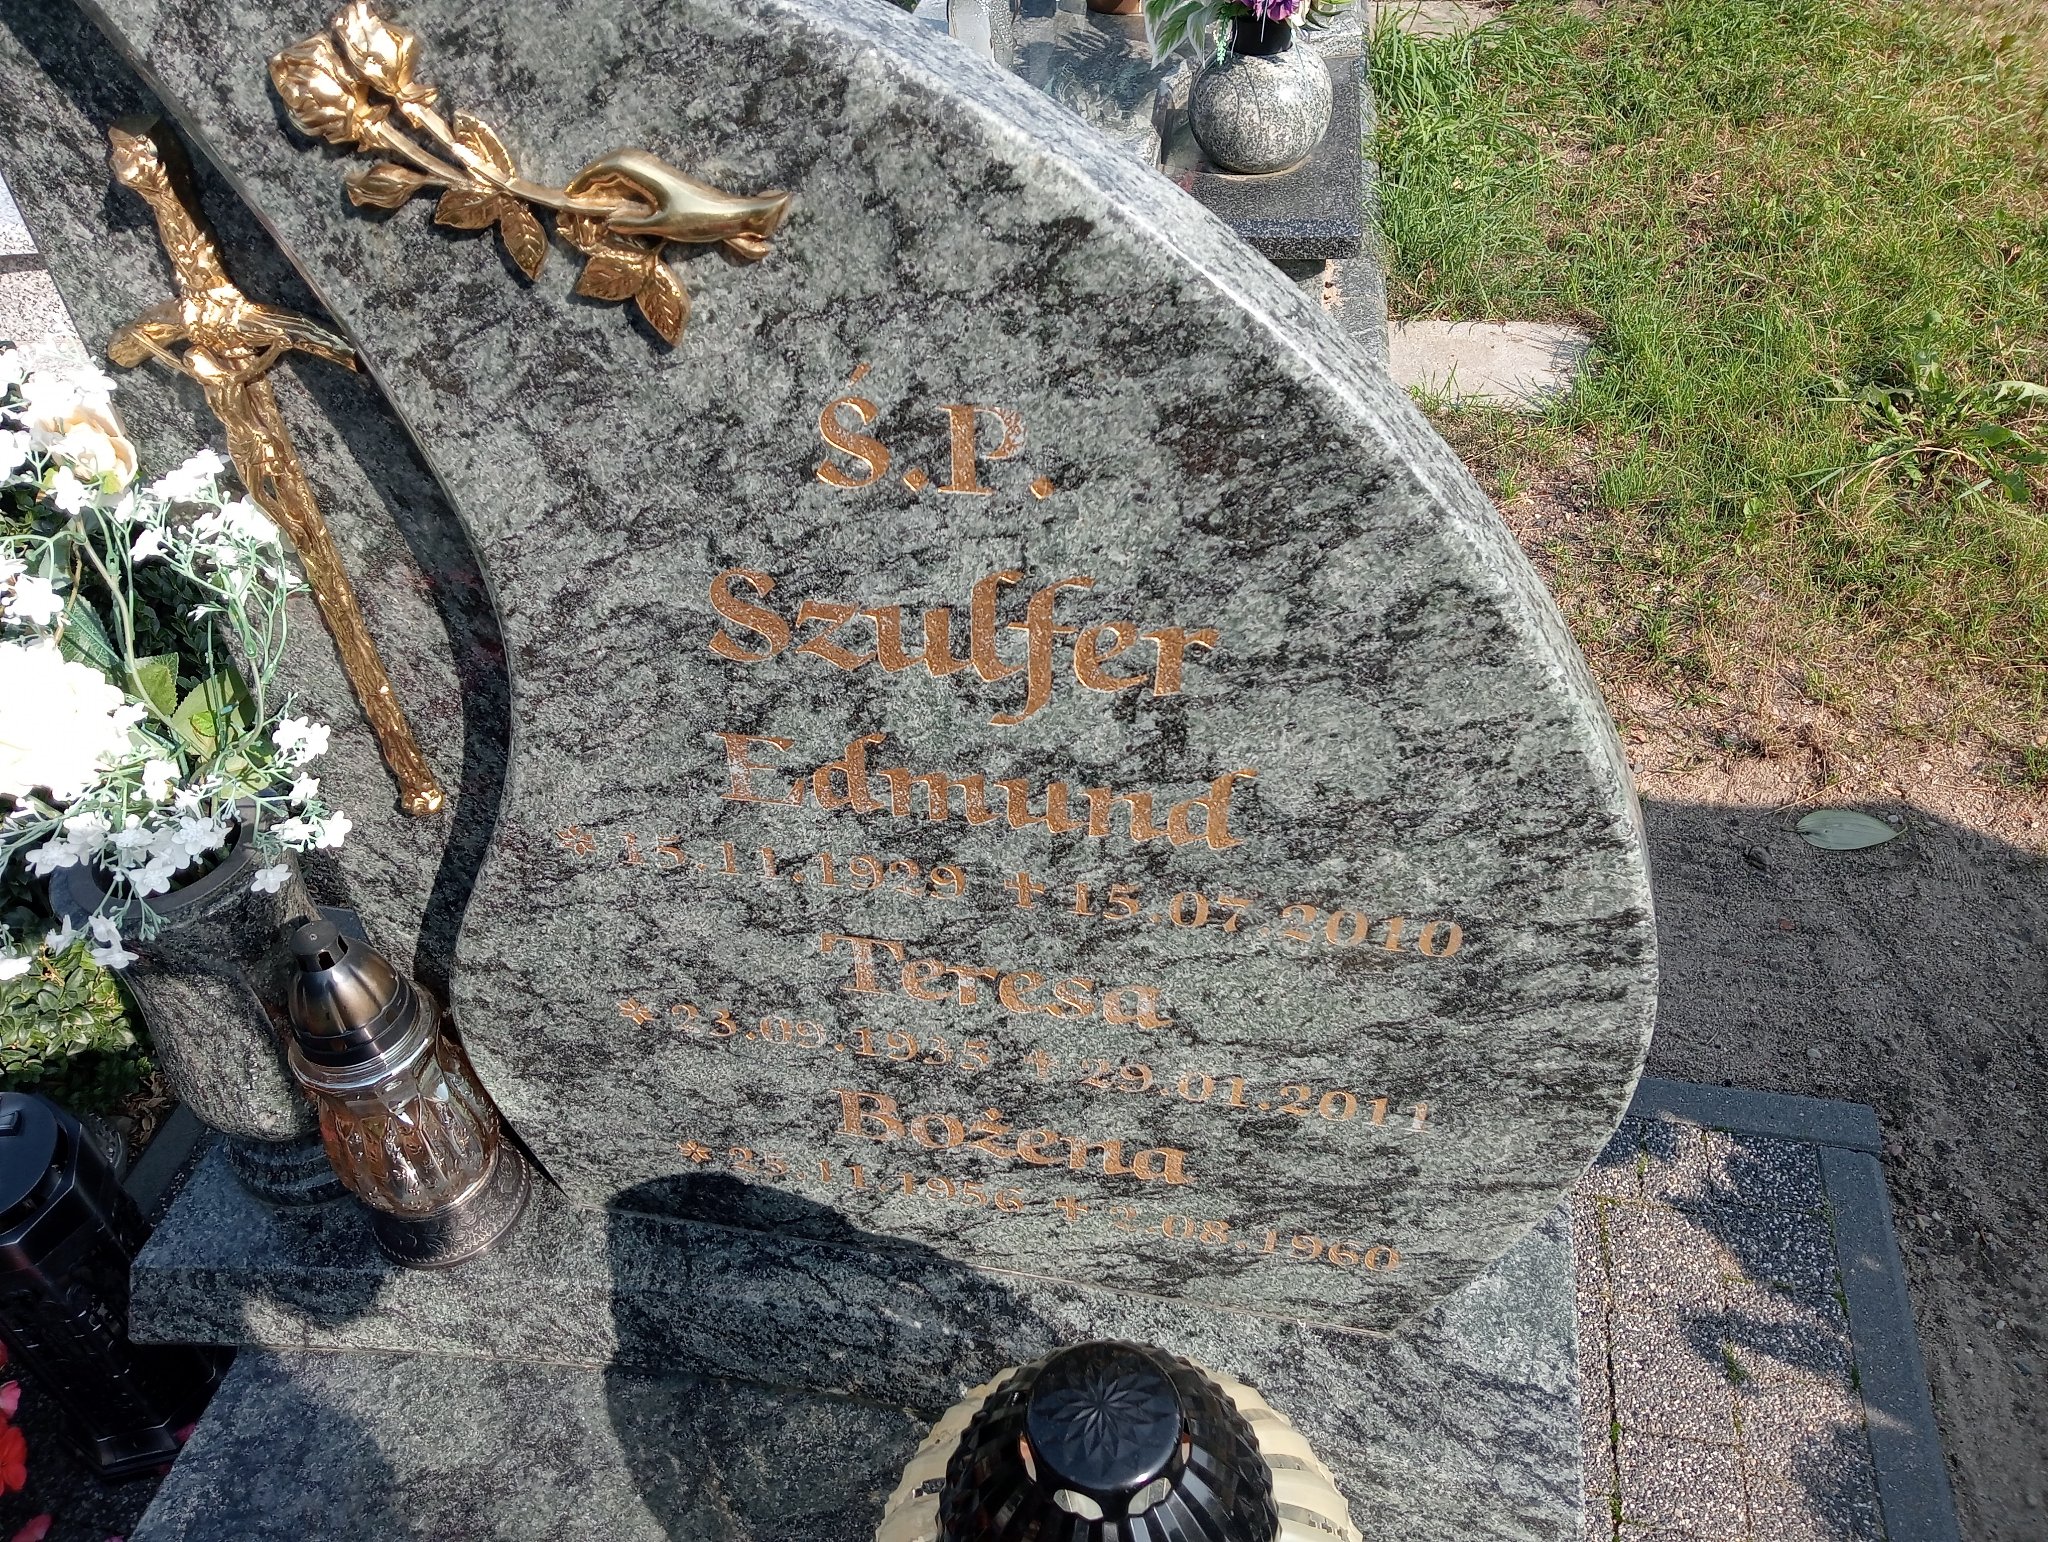 Ś.P.
Szulfer
Edmund
* 15.11.1929 ✝ 15.07.2010
Teresa
* 23.09.1935 ✝ 29.01.2011
Bożena
* 25.11.1956 ✝ 2.08.1960